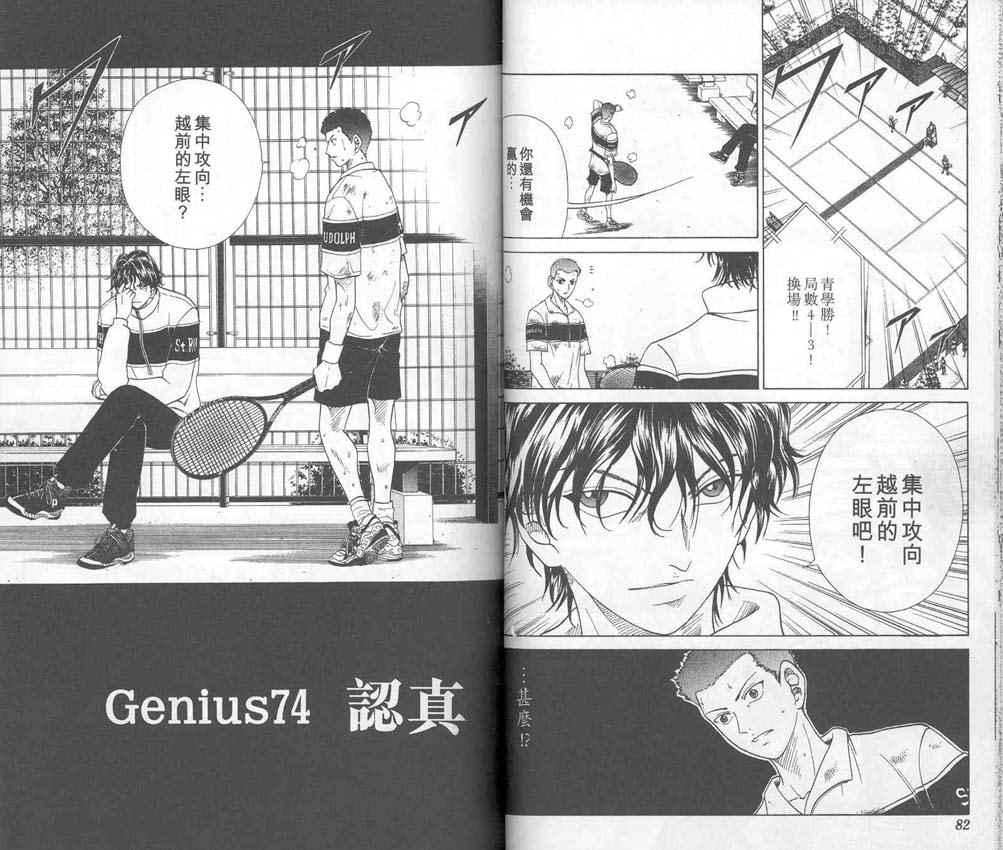 青學勝！
局數4—3！
換場!!
你還有機會
贏的…
集中攻向
越前的
左眼吧！
…甚麼!?
82
集中攻向…
越前的左眼？
UDOLPH
St.RU
Genius74 認真